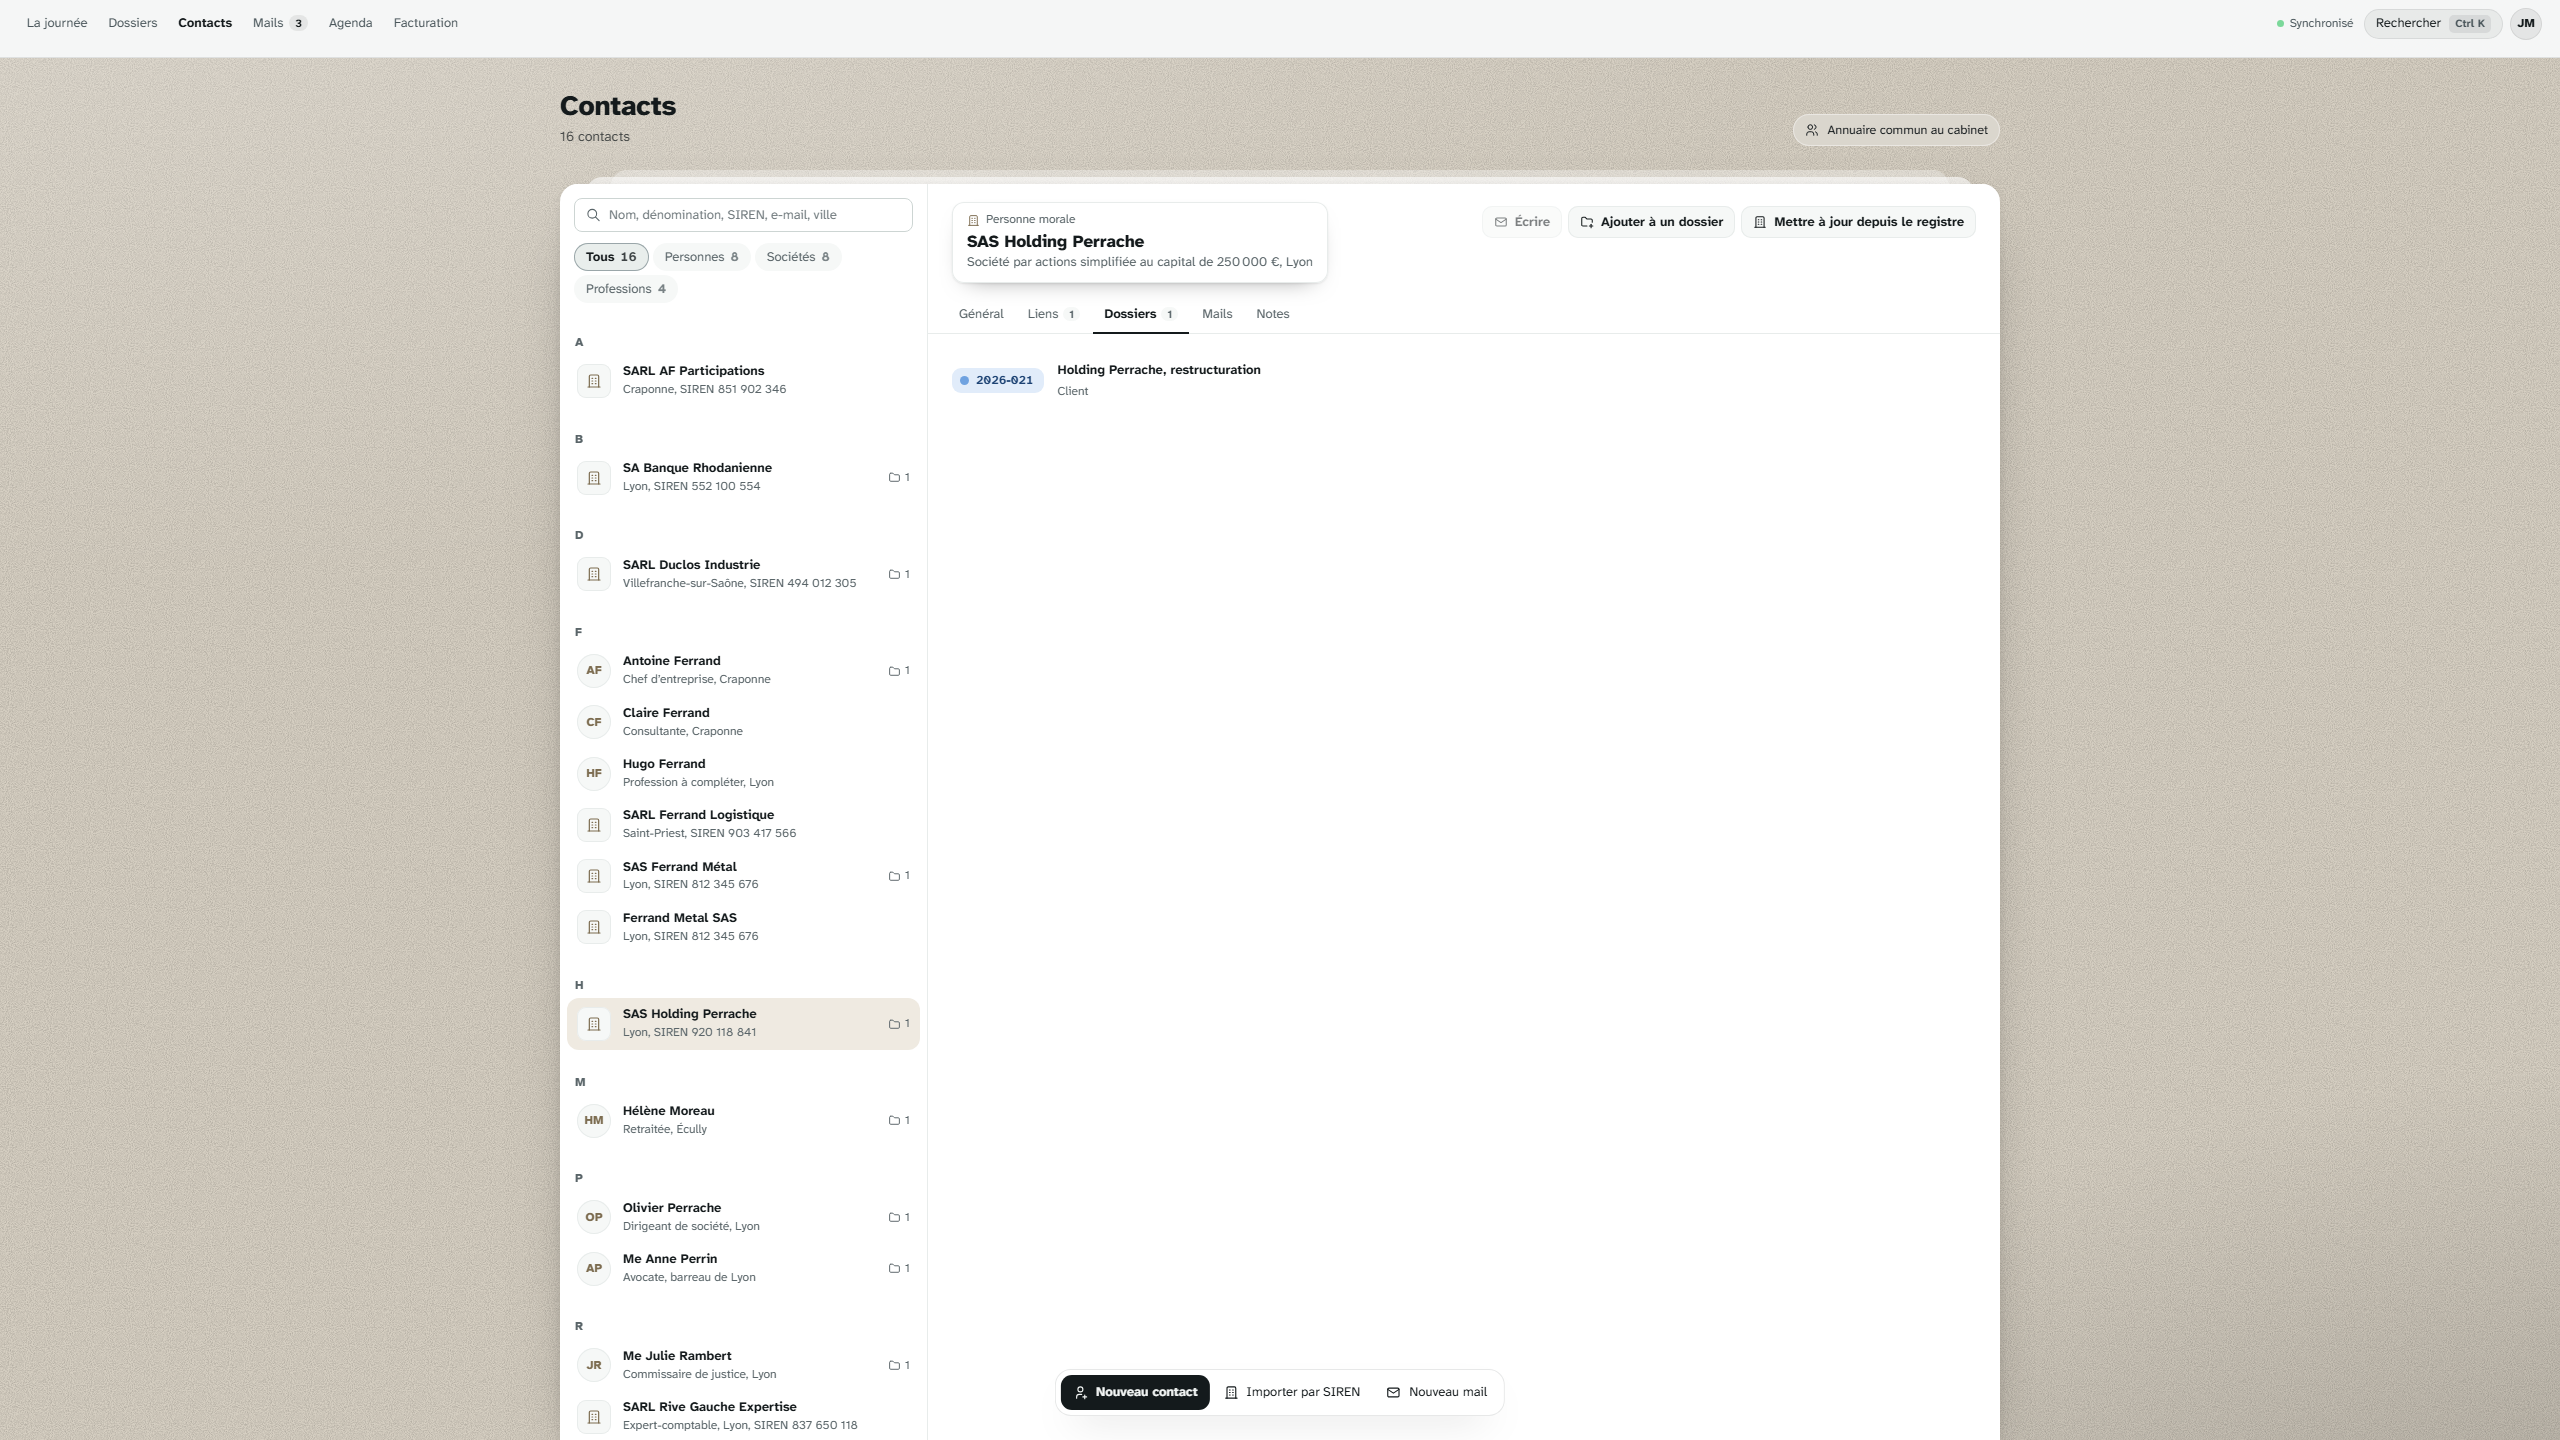 La journée Dossiers Contacts Mails 3 Agenda Facturation Synchronisé Rechercher Ctrl K JM
Contacts
16 contacts
Annuaire commun au cabinet
Nom, dénomination, SIREN, e-mail, ville
Tous 16 Personnes 8 Sociétés 8
Professions 4
A
SARL AF Participations
Craponne, SIREN 851 902 346
B
SA Banque Rhodanienne
Lyon, SIREN 552 100 554
1
D
SARL Duclos Industrie
Villefranche-sur-Saône, SIREN 494 012 305
1
F
AF
Antoine Ferrand
Chef d'entreprise, Craponne
1
CF
Claire Ferrand
Consultante, Craponne
HF
Hugo Ferrand
Profession à compléter, Lyon
SARL Ferrand Logistique
Saint-Priest, SIREN 903 417 566
SAS Ferrand Métal
Lyon, SIREN 812 345 676
1
Ferrand Metal SAS
Lyon, SIREN 812 345 676
H
SAS Holding Perrache
Lyon, SIREN 920 118 841
1
M
HM
Hélène Moreau
Retraitée, Écully
1
P
OP
Olivier Perrache
Dirigeant de société, Lyon
1
AP
Me Anne Perrin
Avocate, barreau de Lyon
1
R
JR
Me Julie Rambert
Commissaire de justice, Lyon
1
SARL Rive Gauche Expertise
Expert-comptable, Lyon, SIREN 837 650 118
Personne morale
SAS Holding Perrache
Société par actions simplifiée au capital de 250 000 €, Lyon
Écrire Ajouter à un dossier Mettre à jour depuis le registre
Général Liens 1 Dossiers 1 Mails Notes
2026-021
Holding Perrache, restructuration
Client
Nouveau contact Importer par SIREN Nouveau mail